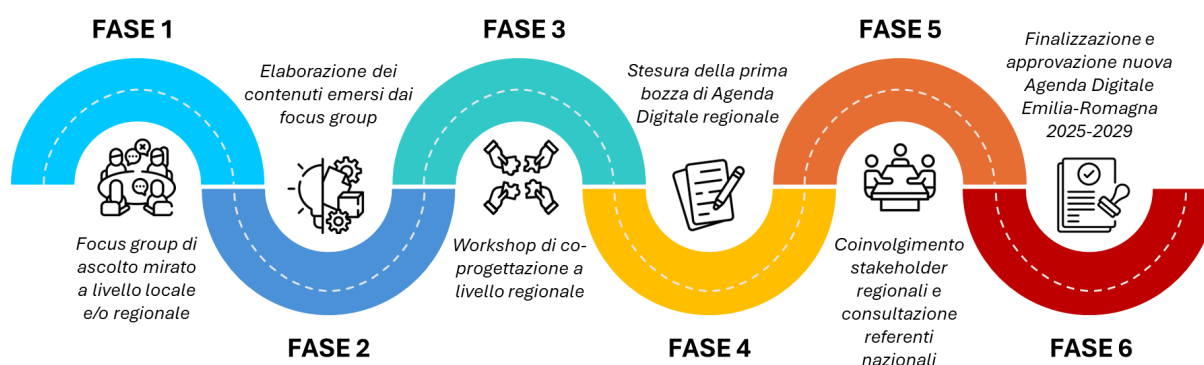 FASE 1
Focus group di
ascolto mirato
a livello locale
e/o regionale
Elaborazione dei
contenuti emersi dai
focus group
FASE 2
FASE 3
Workshop di co-
progettazione a
livello regionale
Stesura della prima
bozza di Agenda
Digitale regionale
FASE 4
FASE 5
Coinvolgimento
stakeholder
regionali e
consultazione
referenti
nazionali
Finalizzazione e
approvazione nuova
Agenda Digitale
Emilia-Romagna
2025-2029
FASE 6